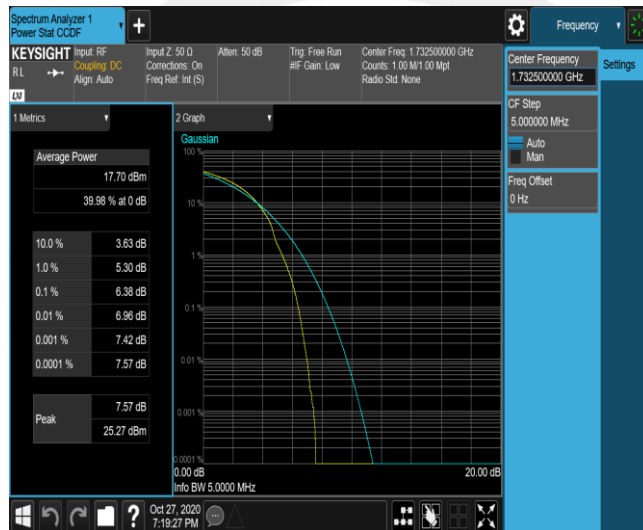 Spectrum Analyzer 1
Power Stat CCDF
+
Frequency
KEYSIGHT
RL
LXI
Input: RF
Coupling: DC
Align: Auto
Input Z: 50 Ω
Corrections: On
Freq Ref: Int (S)
Atten: 50 dB
Trig: Free Run
#IF Gain: Low
Center Freq: 1.732500000 GHz
Counts: 1.00 M/1.00 Mpt
Radio Std: None
Center Frequency
1.732500000 GHz
Settings
CF Step
5.000000 MHz
Auto
Man
Freq Offset
0 Hz
1 Metrics
Average Power
17.70 dBm
39.98 % at 0 dB
10.0 % 3.63 dB
1.0 % 5.30 dB
0.1 % 6.38 dB
0.01 % 6.96 dB
0.001 % 7.42 dB
0.0001 % 7.57 dB
Peak 7.57 dB
25.27 dBm
2 Graph
Gaussian
100 %
10 %
1 %
0.1 %
0.01 %
0.001 %
0.0001 %
0.00 dB 20.00 dB
Info BW 5.0000 MHz
?
Oct 27, 2020
7:19:27 PM